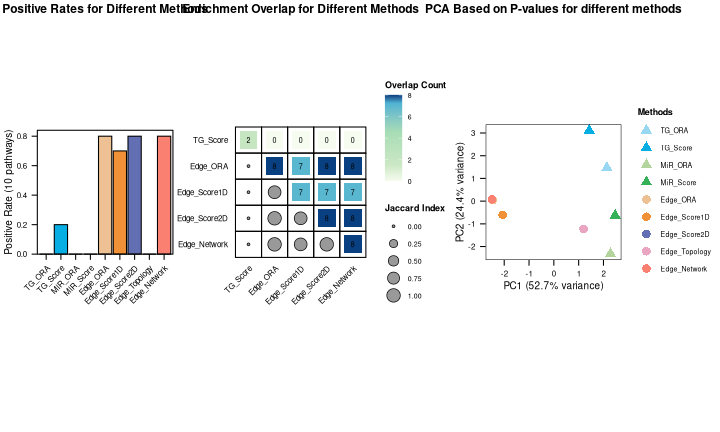 Positive Rates for Different Methods
Enrichment Overlap for Different Methods
PCA Based on P-values for different methods
Positive Rate (10 pathways)
0.8
0.6
0.4
0.2
0.0
TG_ORA
TG_Score
MiR_ORA
MiR_Score
Edge_ORA
Edge_Score1D
Edge_Score2D
Edge_Topology
Edge_Network
TG_Score
Edge_ORA
Edge_Score1D
Edge_Score2D
Edge_Network
2 0 0 0 0
8 7 8 8
7 7 7
8 8
8
TG_Score
Edge_ORA
Edge_Score1D
Edge_Score2D
Edge_Network
Overlap Count
8
6
4
2
0
Jaccard Index
0.00
0.25
0.50
0.75
1.00
PC2 (24.4% variance)
3
2
1
0
-1
-2
-2 -1 0 1 2
PC1 (52.7% variance)
Methods
TG_ORA
TG_Score
MiR_ORA
MiR_Score
Edge_ORA
Edge_Score1D
Edge_Score2D
Edge_Topology
Edge_Network